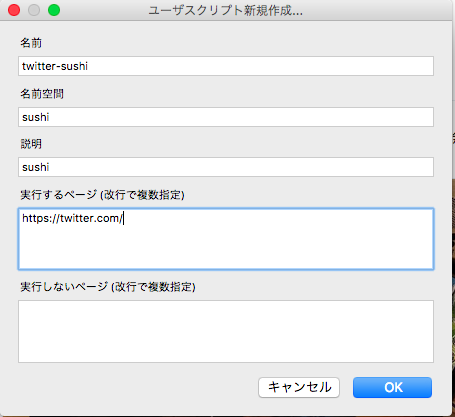 ユーザスクリプト新規作成...
名前
twitter-sushi
名前空間
sushi
説明
sushi
実行するページ (改行で複数指定)
https://twitter.com/
実行しないページ (改行で複数指定)
キャンセル
OK